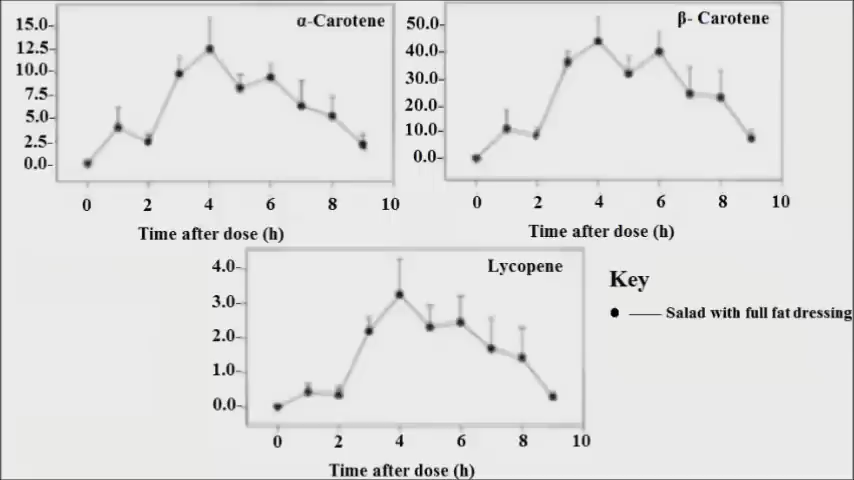 α-Carotene
15.0
12.5
10.0
7.5
5.0
2.5
0.0
0 2 4 6 8 10
Time after dose (h)
β- Carotene
50.0
40.0
30.0
20.0
10.0
0.0
0 2 4 6 8 10
Time after dose (h)
Lycopene
4.0
3.0
2.0
1.0
0.0
0 2 4 6 8 10
Time after dose (h)
Key
Salad with full fat dressing